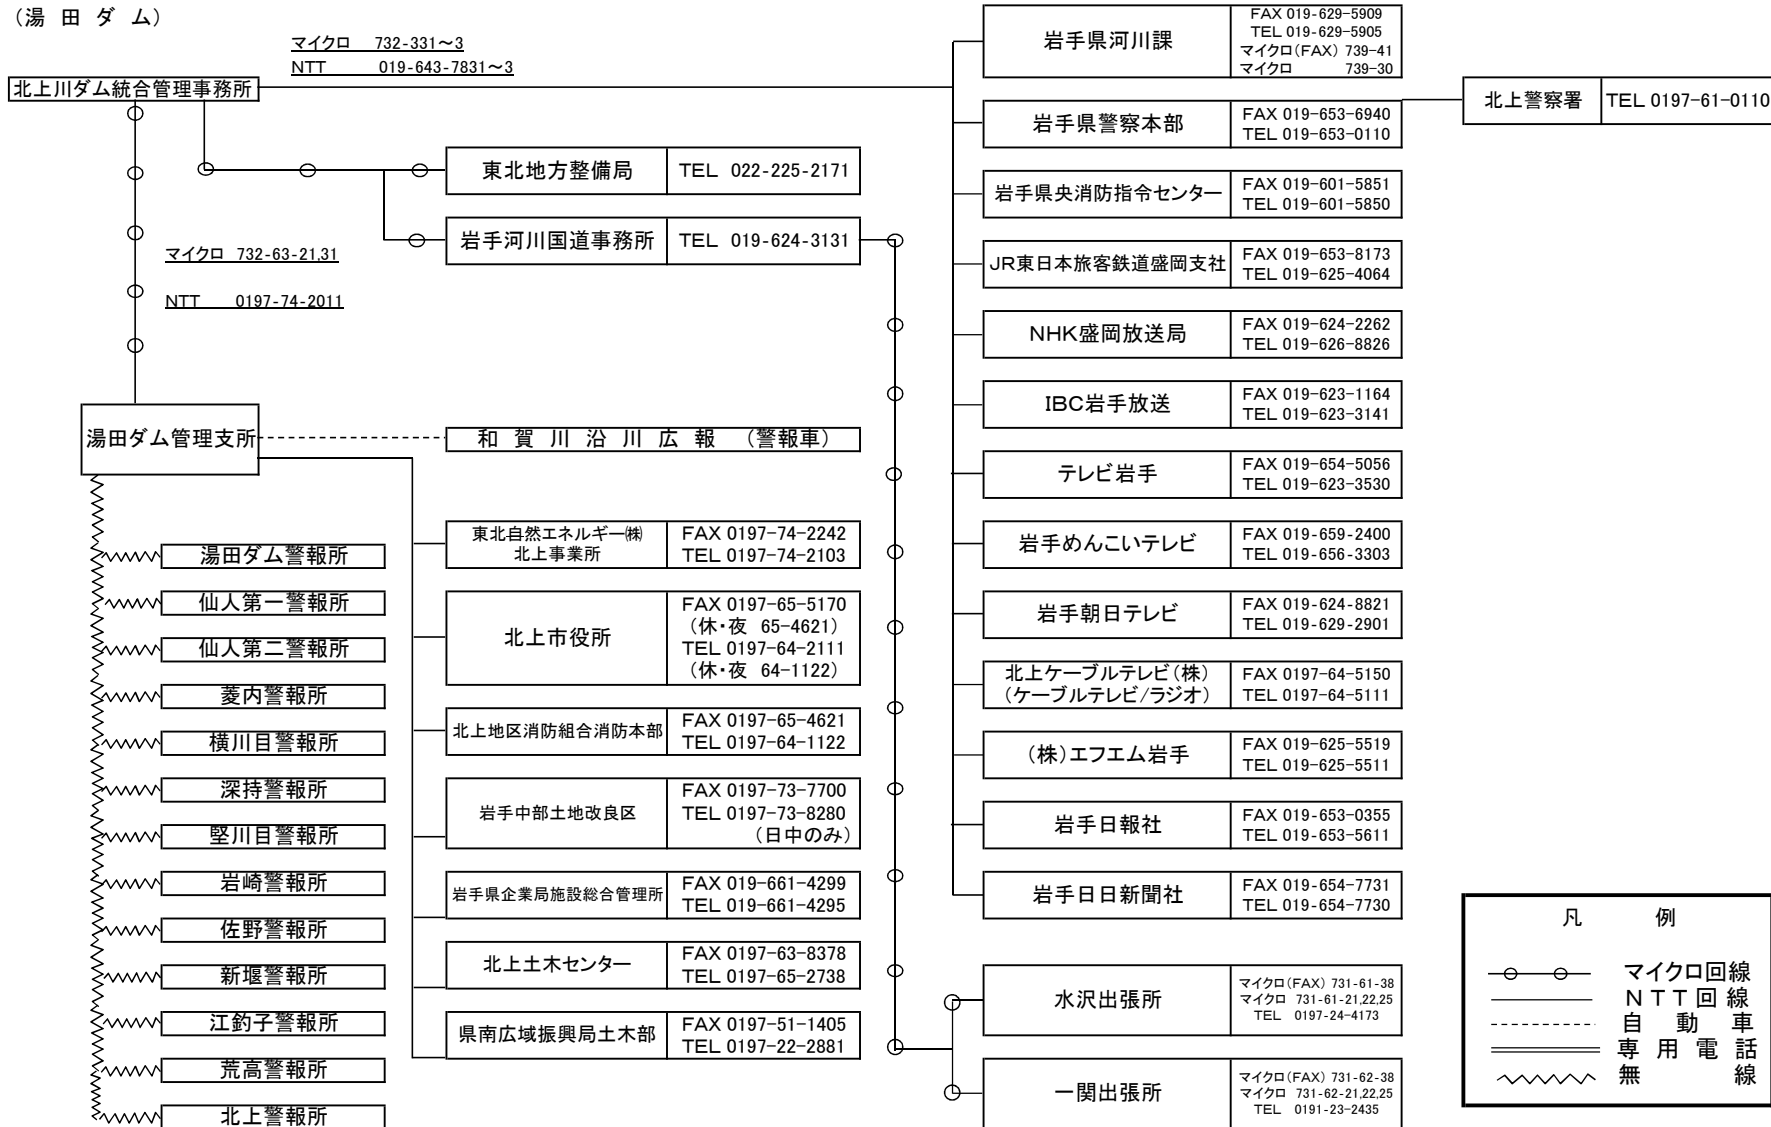 （湯 田 ダ ム）
マイクロ 732-331～3
NTT 019-643-7831～3
北上川ダム統合管理事務所
東北地方整備局 TEL 022-225-2171
岩手河川国道事務所 TEL 019-624-3131
マイクロ 732-63-21,31
NTT 0197-74-2011
湯田ダム管理支所
和 賀 川 沿 川 広 報 （警報車）
湯田ダム警報所
仙人第一警報所
仙人第二警報所
菱内警報所
横川目警報所
深持警報所
堅川目警報所
岩崎警報所
佐野警報所
新堰警報所
江釣子警報所
荒高警報所
北上警報所
東北自然エネルギー㈱
北上事業所
FAX 0197-74-2242
TEL 0197-74-2103
北上市役所
FAX 0197-65-5170
（休・夜 65-4621）
TEL 0197-64-2111
（休・夜 64-1122）
北上地区消防組合消防本部
FAX 0197-65-4621
TEL 0197-64-1122
岩手中部土地改良区
FAX 0197-73-7700
TEL 0197-73-8280
（日中のみ）
岩手県企業局施設総合管理所
FAX 019-661-4299
TEL 019-661-4295
北上土木センター
FAX 0197-63-8378
TEL 0197-65-2738
県南広域振興局土木部
FAX 0197-51-1405
TEL 0197-22-2881
岩手県河川課
FAX 019-629-5909
TEL 019-629-5905
マイクロ(FAX) 739-41
マイクロ 739-30
岩手県警察本部
FAX 019-653-6940
TEL 019-653-0110
北上警察署 TEL 0197-61-0110
岩手県央消防指令センター
FAX 019-601-5851
TEL 019-601-5850
JR東日本旅客鉄道盛岡支社
FAX 019-653-8173
TEL 019-625-4064
NHK盛岡放送局
FAX 019-624-2262
TEL 019-626-8826
IBC岩手放送
FAX 019-623-1164
TEL 019-623-3141
テレビ岩手
FAX 019-654-5056
TEL 019-623-3530
岩手めんこいテレビ
FAX 019-659-2400
TEL 019-656-3303
岩手朝日テレビ
FAX 019-624-8821
TEL 019-629-2901
北上ケーブルテレビ（株）
（ケーブルテレビ/ラジオ）
FAX 0197-64-5150
TEL 0197-64-5111
（株）エフエム岩手
FAX 019-625-5519
TEL 019-625-5511
岩手日報社
FAX 019-653-0355
TEL 019-653-5611
岩手日日新聞社
FAX 019-654-7731
TEL 019-654-7730
水沢出張所
マイクロ(FAX) 731-61-38
マイクロ 731-61-21,22,25
TEL 0197-24-4173
一関出張所
マイクロ(FAX) 731-62-38
マイクロ 731-62-21,22,25
TEL 0191-23-2435
凡 例
マイクロ回線
ＮＴＴ回線
自 動 車
専 用 電 話
無 線